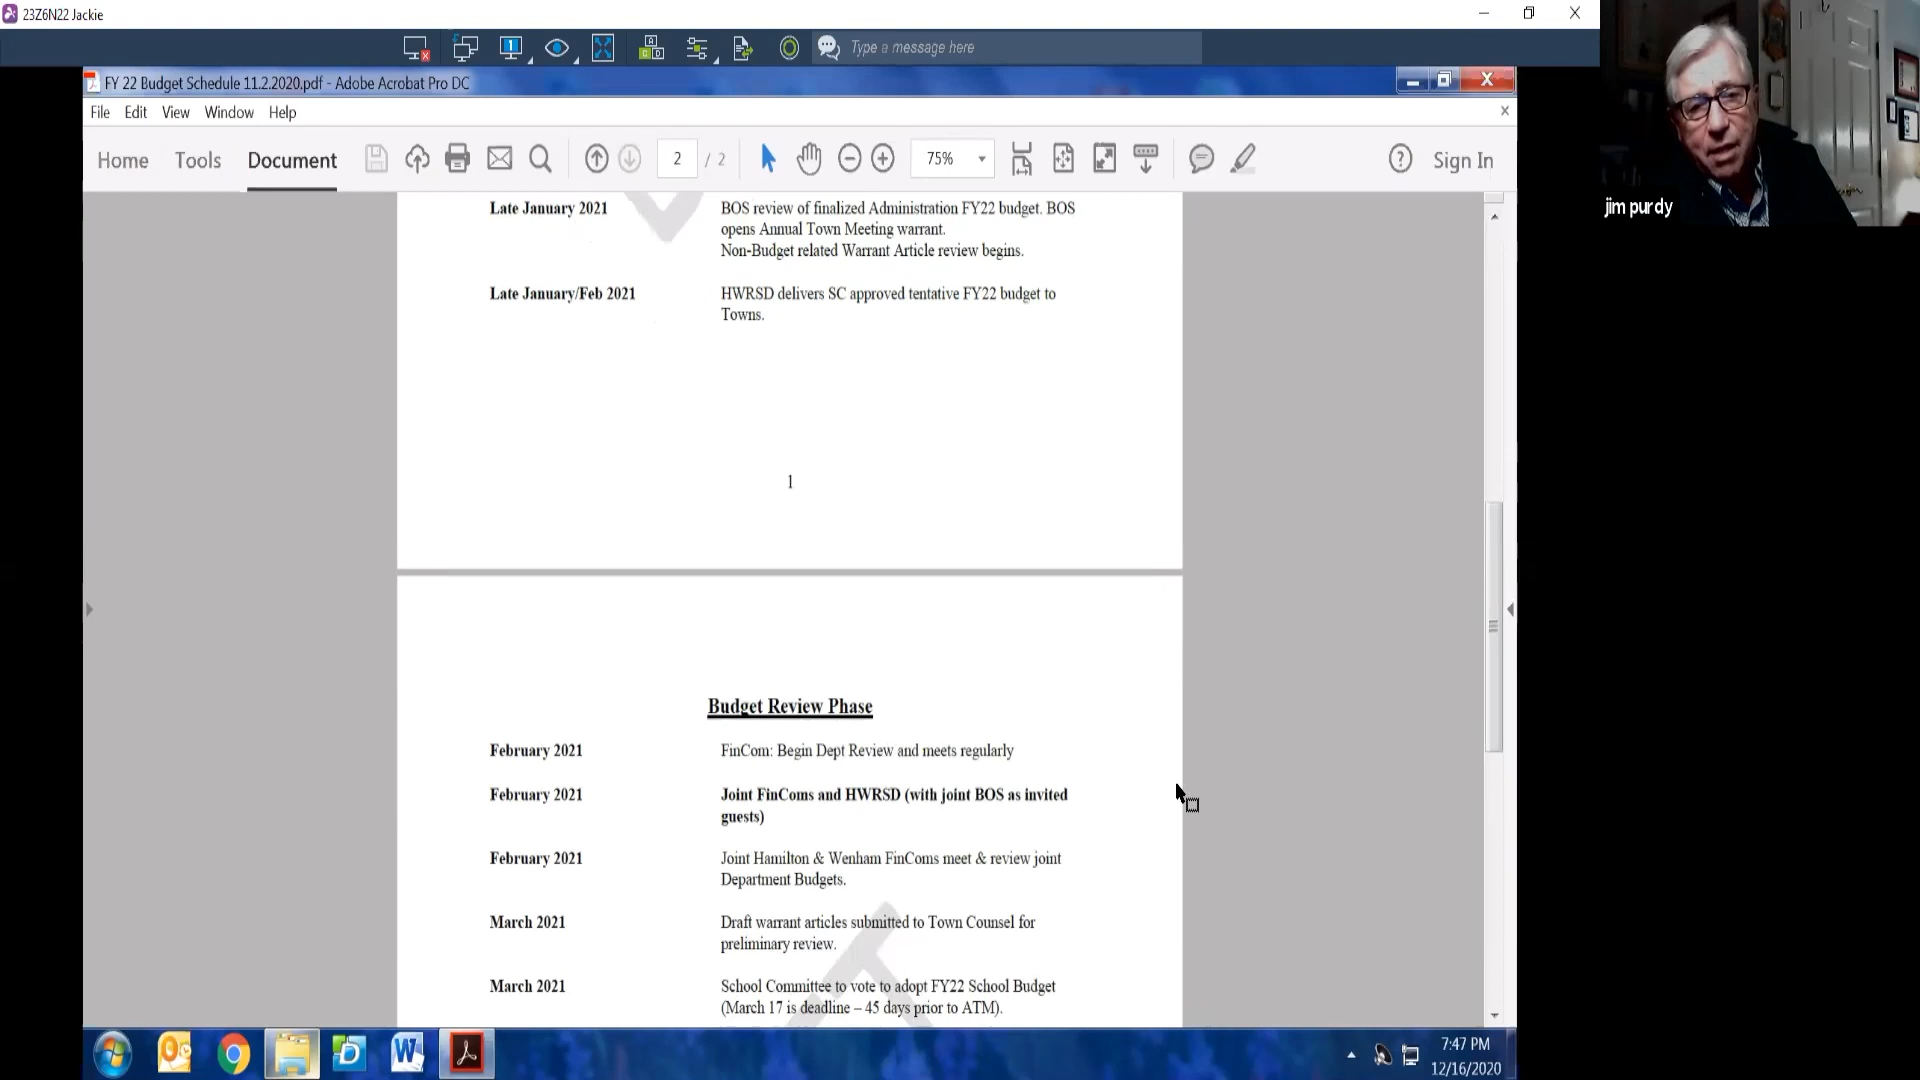 23Z6N22 Jackie
Type a message here
FY 22 Budget Schedule 11.2.2020.pdf - Adobe Acrobat Pro DC
File Edit View Window Help
Home Tools Document 2 / 2 75% Sign In
jim purdy
Late January 2021 BOS review of finalized Administration FY22 budget. BOS
opens Annual Town Meeting warrant.
Non-Budget related Warrant Article review begins.
Late January/Feb 2021 HWRSD delivers SC approved tentative FY22 budget to
Towns.
1
Budget Review Phase
February 2021 FinCom: Begin Dept Review and meets regularly
February 2021 Joint FinComs and HWRSD (with joint BOS as invited
guests)
February 2021 Joint Hamilton & Wenham FinComs meet & review joint
Department Budgets.
March 2021 Draft warrant articles submitted to Town Counsel for
preliminary review.
March 2021 School Committee to vote to adopt FY22 School Budget
(March 17 is deadline – 45 days prior to ATM).
7:47 PM
12/16/2020